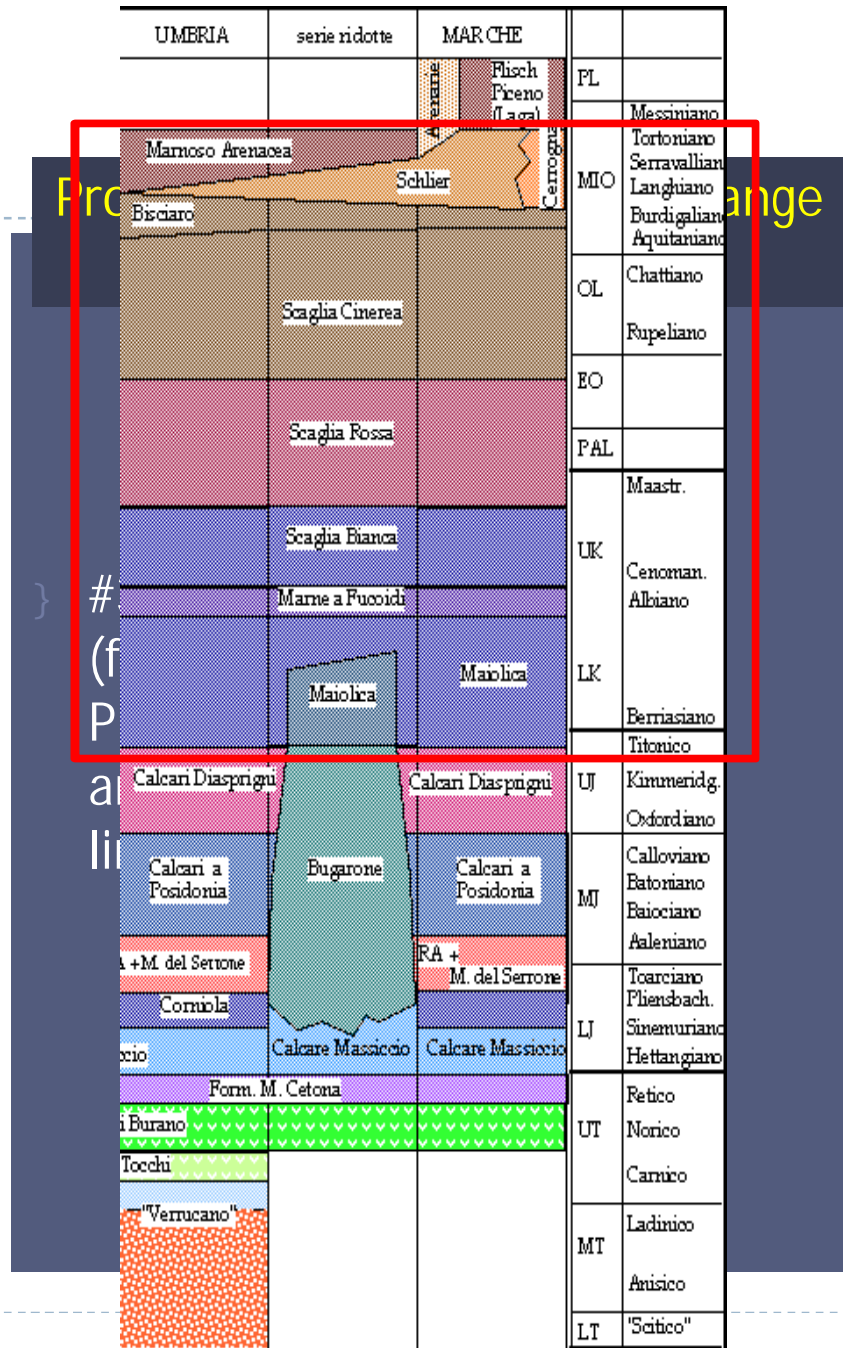 UMBRIA serie ridotte MARCHE
Arenarie
Flisch
Piceno
(Laga)
PL
Messiniano
Marnoso Arenacea
Schlier
Cerrogna
MIO
Tortoniano
Serravallian
Langhiano
Burdigaliano
Aquitaniano
Pro ange
Bisciaro
Scaglia Cinerea
OL
Chattiano
Rupeliano
EO
Scaglia Rossa
PAL
Maastr.
Scaglia Bianca
UK
Cenoman.
Marne a Fucoidi
Albiano
} #
(f
P
Maiolica
Maiolica
LK
Berriasiano
Titonico
Calcari Diasprigni
Calcari Diasprigni
UJ
Kimmeridg.
Oxfordiano
ar
li
Calcari a
Posidonia
Bugarone
Calcari a
Posidonia
MJ
Calloviano
Batoniano
Baiociano
Aaleniano
A +M. del Serrone
RA +
M. del Serrone
Corniola
LJ
Toarciano
Pliensbach.
Sinemuriano
Hettangiano
ccio
Calcare Massiccio
Calcare Massiccio
Form. M. Cetona
i Burano
UT
Retico
Norico
Carnico
Tocchi
"Verrucano"
MT
Ladinico
Anisico
LT
"Scitico"